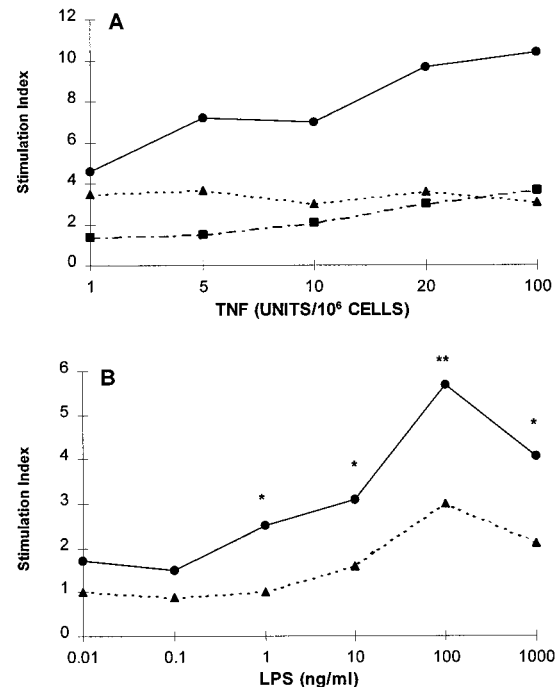 A
12
10
8
6
4
2
0
Stimulation Index
1 5 10 20 100
TNF (UNITS/10⁶ CELLS)
B
6
5
4
3
2
1
0
Stimulation Index
* * ** *
0.01 0.1 1 10 100 1000
LPS (ng/ml)